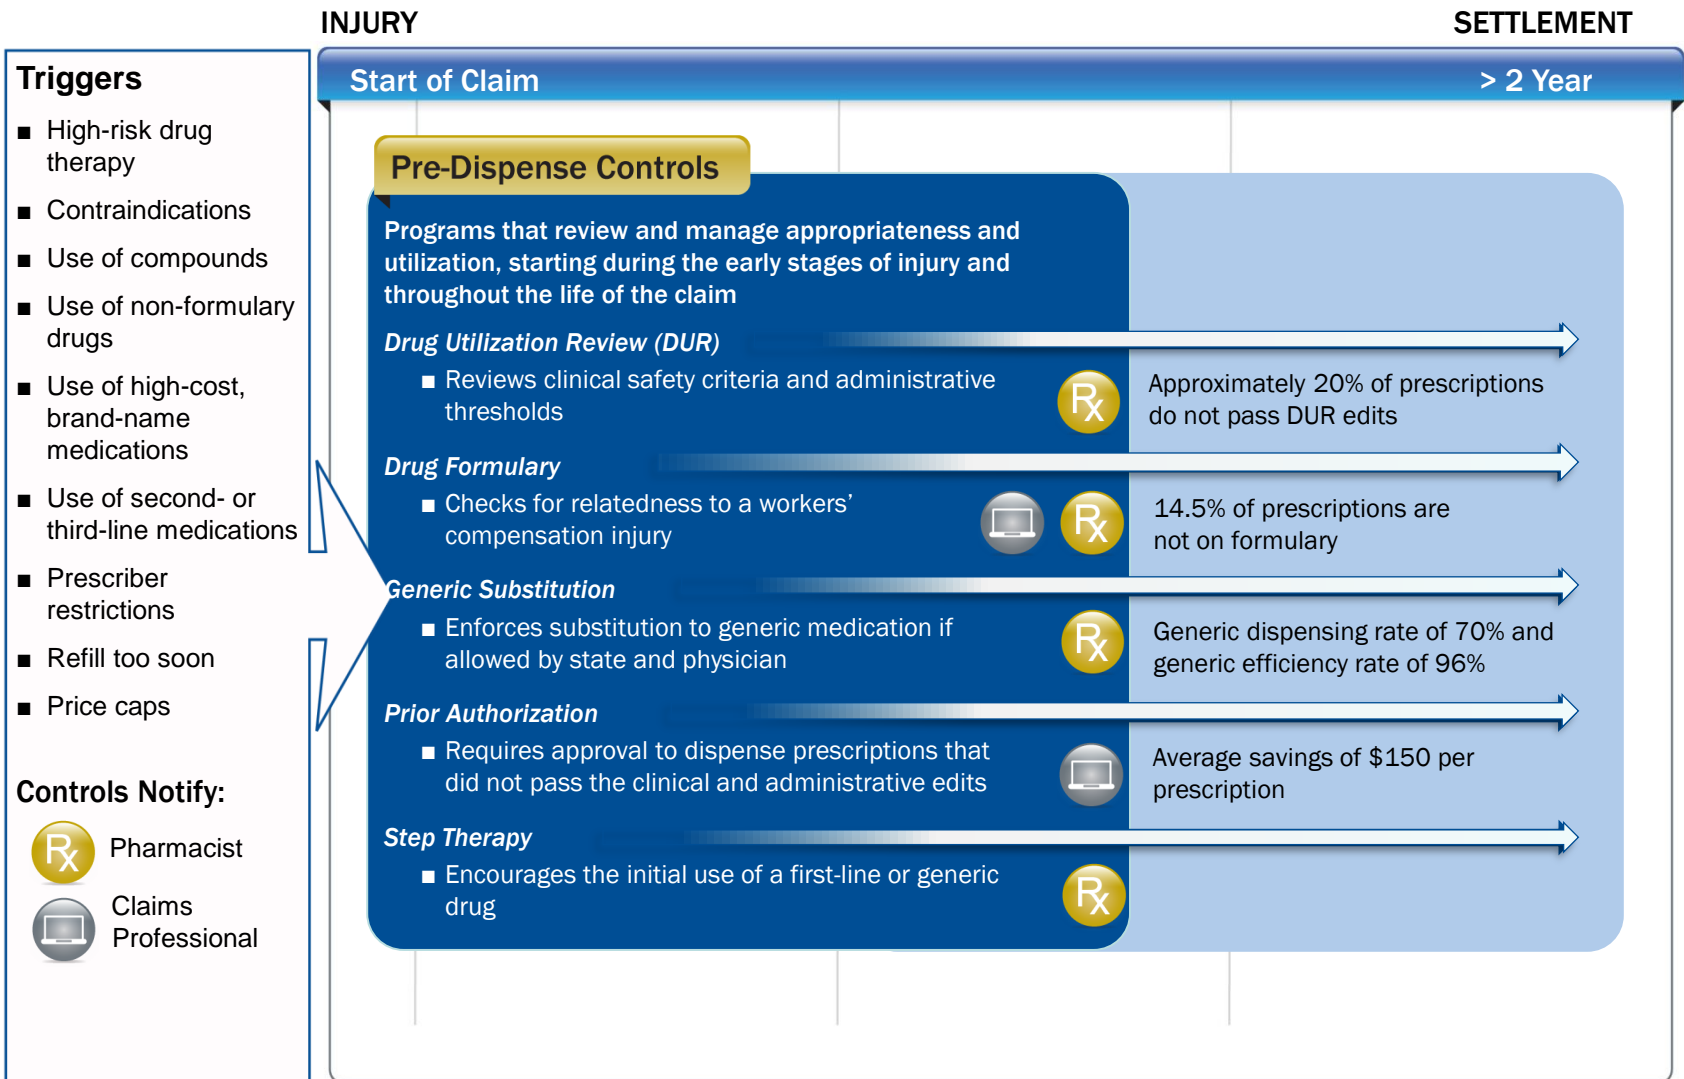 INJURY
SETTLEMENT
Start of Claim
> 2 Year
Triggers
■ High-risk drug
therapy
■ Contraindications
■ Use of compounds
■ Use of non-formulary
drugs
■ Use of high-cost,
brand-name
medications
■ Use of second- or
third-line medications
■ Prescriber
restrictions
■ Refill too soon
■ Price caps
Controls Notify:
Rx Pharmacist
Claims
Professional
Pre-Dispense Controls
Programs that review and manage appropriateness and
utilization, starting during the early stages of injury and
throughout the life of the claim
Drug Utilization Review (DUR)
■ Reviews clinical safety criteria and administrative
thresholds
Rx
Approximately 20% of prescriptions
do not pass DUR edits
Drug Formulary
■ Checks for relatedness to a workers’
compensation injury
Rx
14.5% of prescriptions are
not on formulary
Generic Substitution
■ Enforces substitution to generic medication if
allowed by state and physician
Rx
Generic dispensing rate of 70% and
generic efficiency rate of 96%
Prior Authorization
■ Requires approval to dispense prescriptions that
did not pass the clinical and administrative edits
Average savings of $150 per
prescription
Step Therapy
■ Encourages the initial use of a first-line or generic
drug
Rx